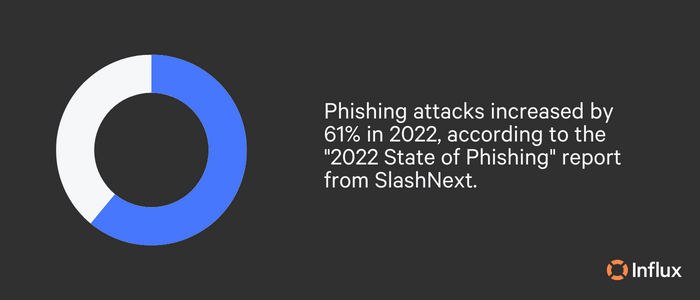 Phishing attacks increased by
61% in 2022, according to the
"2022 State of Phishing" report
from SlashNext.
Influx